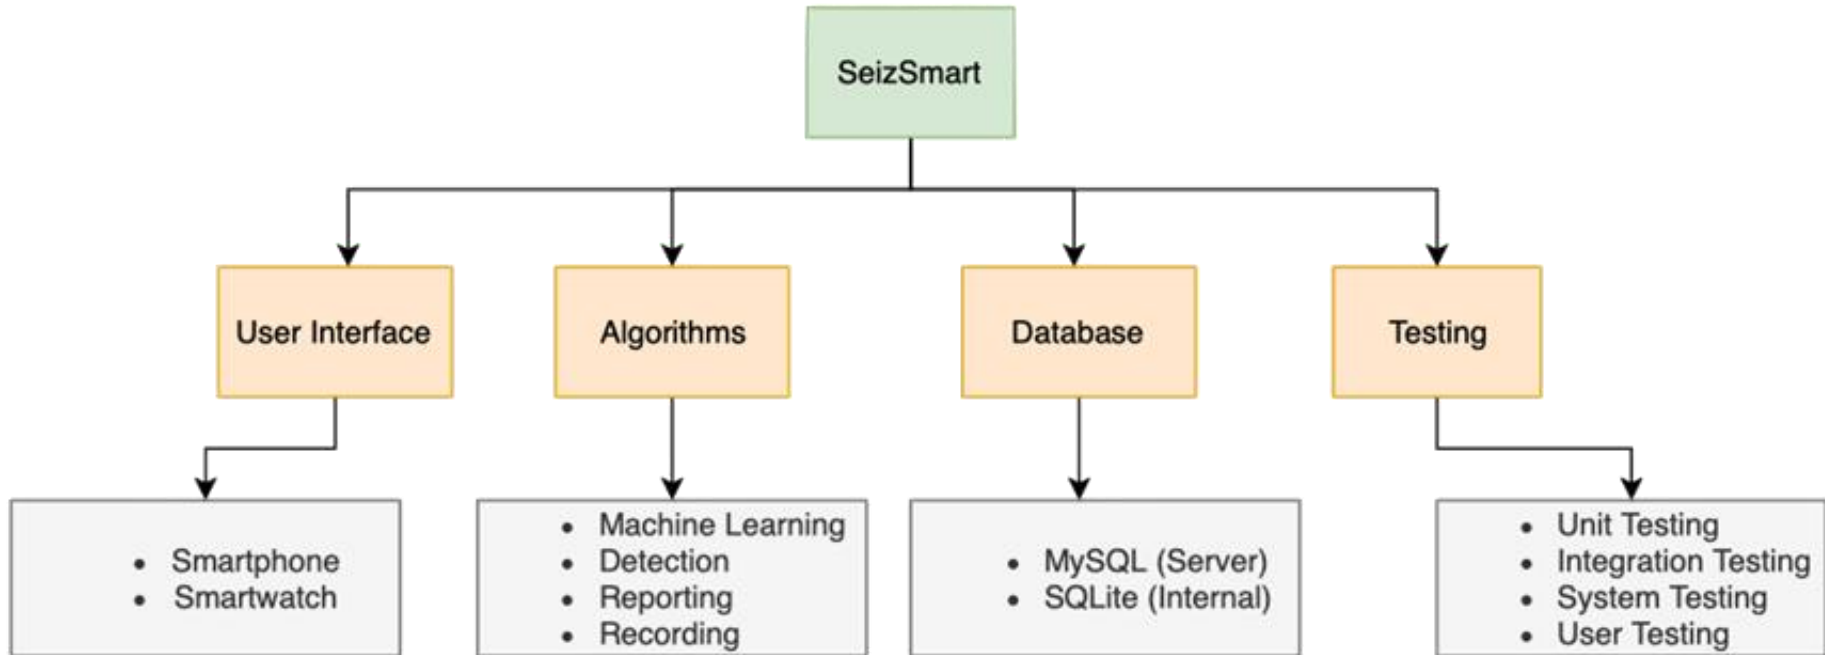 SeizSmart
User Interface
Algorithms
Database
Testing
• Smartphone
• Smartwatch
• Machine Learning
• Detection
• Reporting
• Recording
• MySQL (Server)
• SQLite (Internal)
• Unit Testing
• Integration Testing
• System Testing
• User Testing